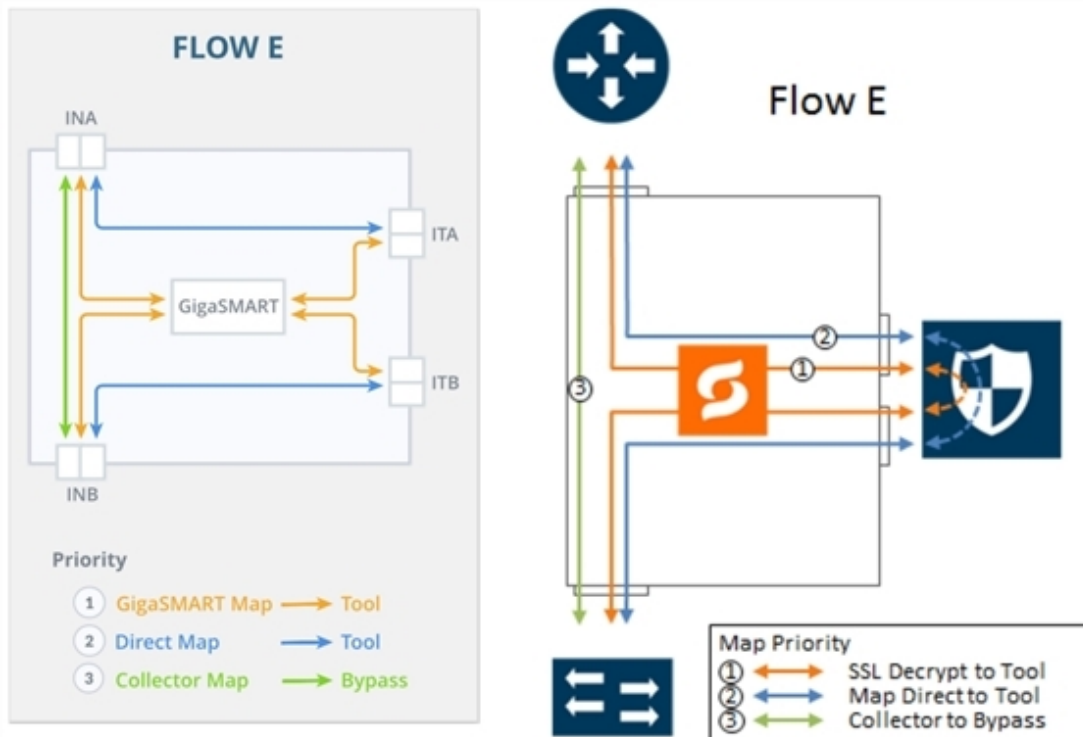 FLOW E
INA
ITA
GigaSMART
ITB
INB
Priority
1 GigaSMART Map Tool
2 Direct Map Tool
3 Collector Map Bypass
Flow E
2
1
3
Map Priority
1 SSL Decrypt to Tool
2 Map Direct to Tool
3 Collector to Bypass